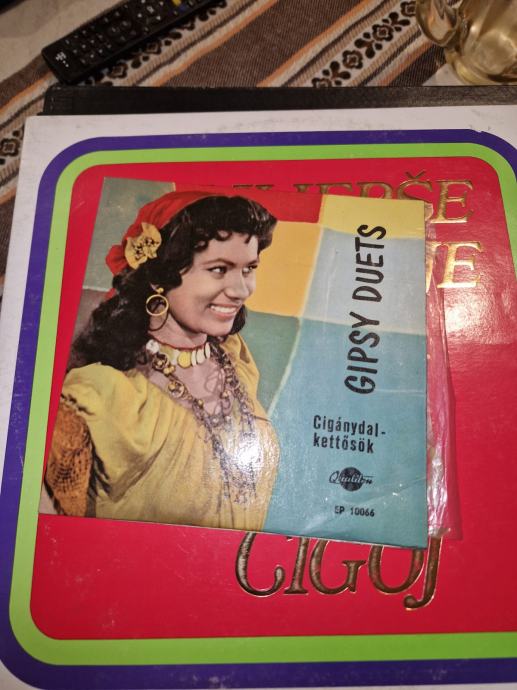 GIPSY DUETS
Cigánydal-
kettősök
Qualiton
EP 10066
CIGOJ